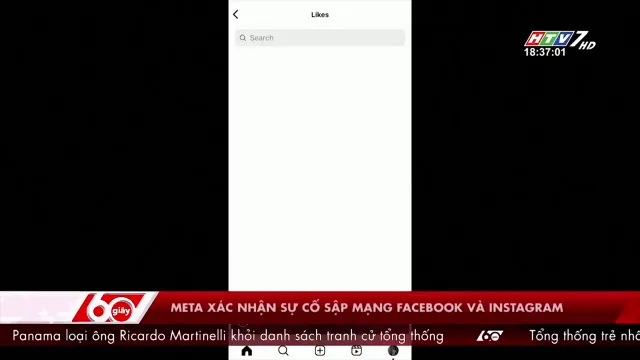 Likes
Search
HTV7 HD
18:37:01
60 giây
META XÁC NHẬN SỰ CỐ SẬP MẠNG FACEBOOK VÀ INSTAGRAM
Panama loại ông Ricardo Martinelli khỏi danh sách tranh cử tổng thống 60 Tổng thống trẻ